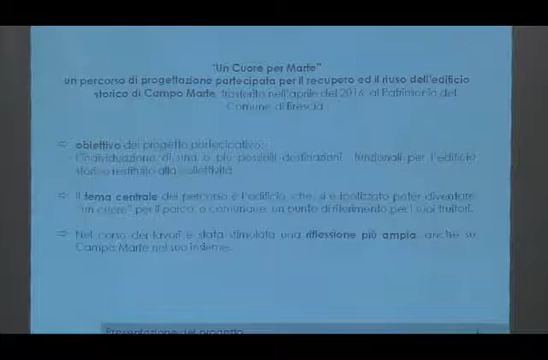 "Un Cuore per Marte"
un percorso di progettazione partecipata per il recupero ed il riuso dell'edificio
storico di Campo Marte, trasferito nell'aprile del 2016 al Patrimonio del
Comune di Brescia
⇨ obiettivo del progetto partecipativo:
l'individuazione di una o più possibili destinazioni funzionali per l'edificio
storico restituito alla collettività
⇨ Il tema centrale del percorso è l'edificio, che si è ipotizzato poter diventare
"un cuore" per il parco, o comunque un punto di riferimento per i suoi fruitori.
⇨ Nel corso dei lavori è stata stimolata una riflessione più ampia, anche su
Campo Marte nel suo insieme.
Presentazione del progetto